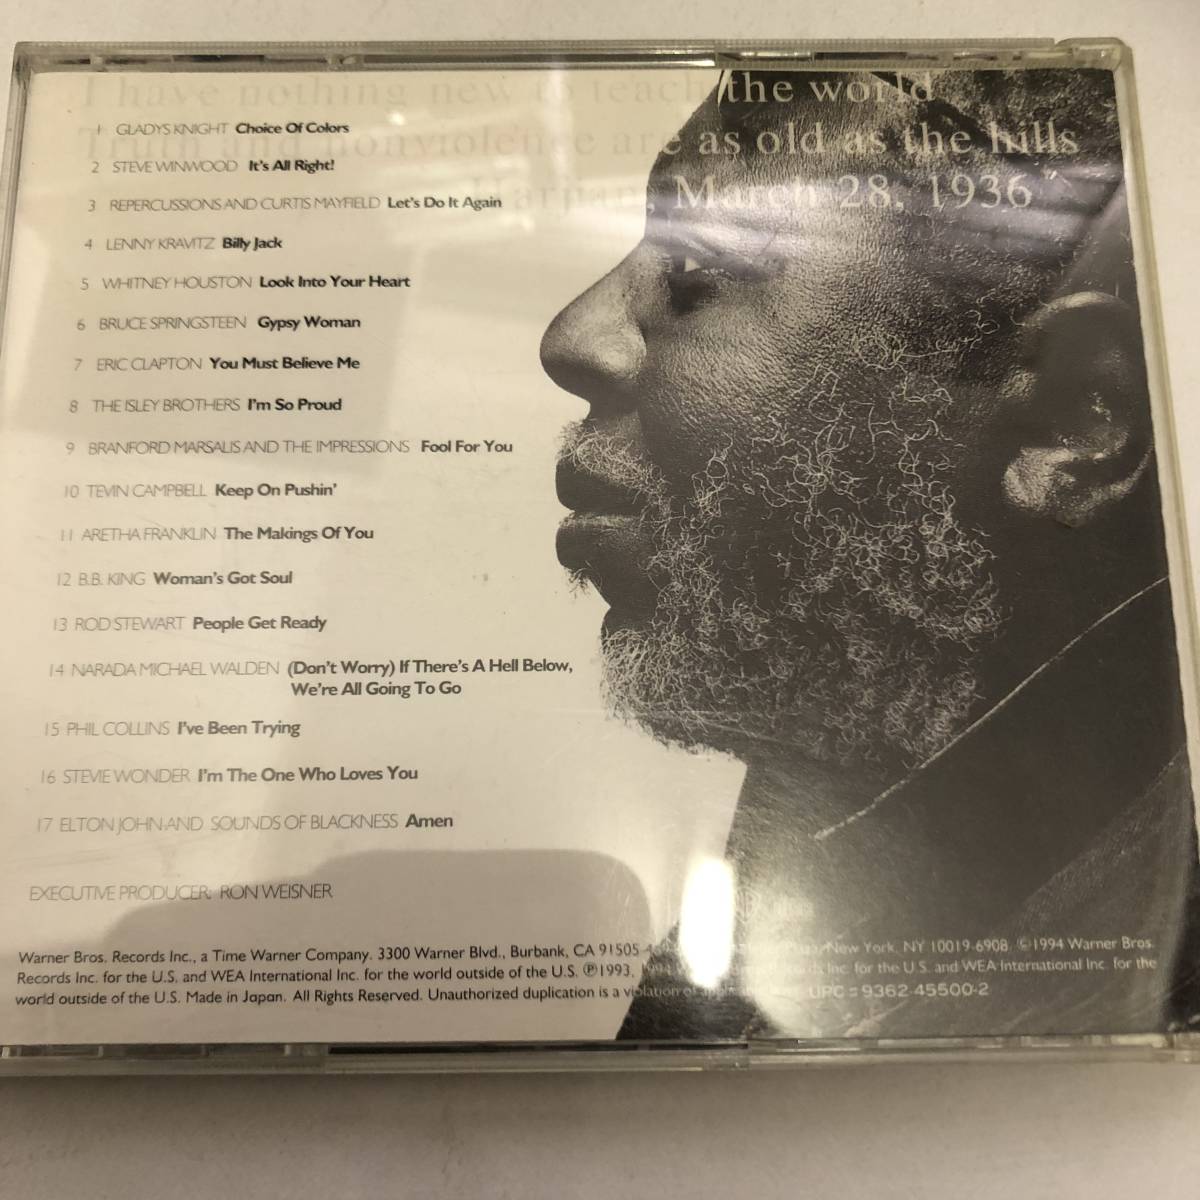 I have nothing new to teach the world
Truth and nonviolence are as old as the hills
Harijan, March 28, 1936
1 GLADYS KNIGHT Choice Of Colors
2 STEVE WINWOOD It's All Right!
3 REPERCUSSIONS AND CURTIS MAYFIELD Let's Do It Again
4 LENNY KRAVITZ Billy Jack
5 WHITNEY HOUSTON Look Into Your Heart
6 BRUCE SPRINGSTEEN Gypsy Woman
7 ERIC CLAPTON You Must Believe Me
8 THE ISLEY BROTHERS I'm So Proud
9 BRANFORD MARSALIS AND THE IMPRESSIONS Fool For You
10 TEVIN CAMPBELL Keep On Pushin'
11 ARETHA FRANKLIN The Makings Of You
12 B.B. KING Woman's Got Soul
13 ROD STEWART People Get Ready
14 NARADA MICHAEL WALDEN (Don't Worry) If There's A Hell Below,
We're All Going To Go
15 PHIL COLLINS I've Been Trying
16 STEVIE WONDER I'm The One Who Loves You
17 ELTON JOHN AND SOUNDS OF BLACKNESS Amen
EXECUTIVE PRODUCER: RON WEISNER
Warner Bros. Records Inc., a Time Warner Company. 3300 Warner Blvd., Burbank, CA 91505 New York, NY 10019-6908. ©1994 Warner Bros.
Records Inc. for the U.S. and WEA International Inc. for the world outside of the U.S. ℗1993, Inc. for the U.S. and WEA International Inc. for the
world outside of the U.S. Made in Japan. All Rights Reserved. Unauthorized duplication is a violation of UPC = 9362-45500-2